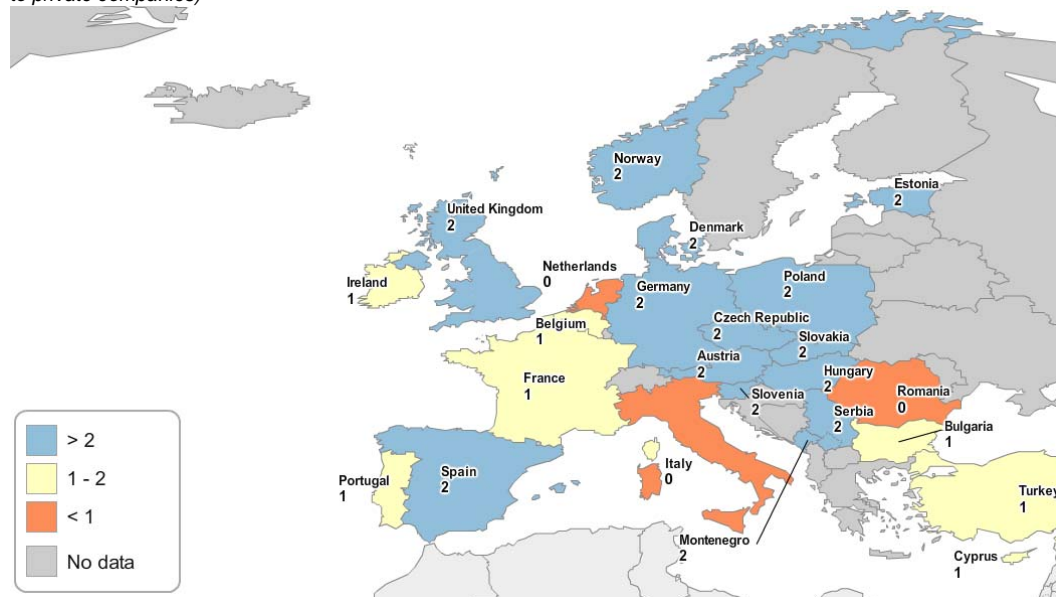 to private companies)
Norway
2
Estonia
2
United Kingdom
2
Denmark
2
Netherlands
0
Ireland
1
Germany
2
Poland
2
Czech Republic
2
Belgium
1
Slovakia
2
Austria
2
France
1
Hungary
2
Romania
0
Slovenia
2
Serbia
2
Bulgaria
1
Italy
0
Spain
2
Portugal
1
Turkey
1
Montenegro
2
Cyprus
1
> 2
1 - 2
< 1
No data